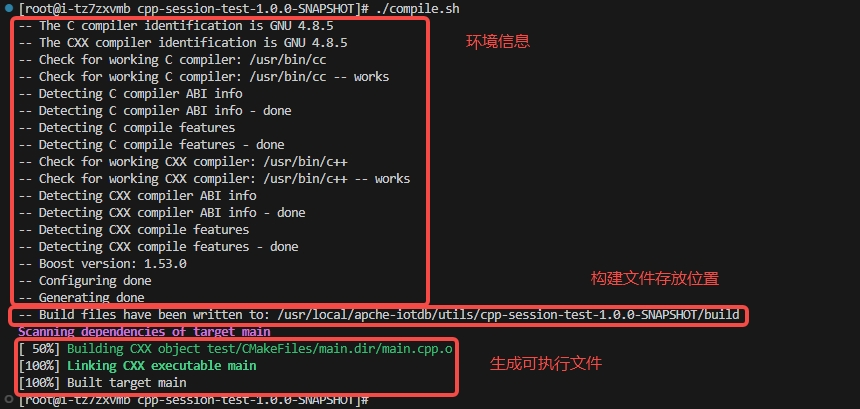 [root@i-tz7zxvmb cpp-session-test-1.0.0-SNAPSHOT]# ./compile.sh
-- The C compiler identification is GNU 4.8.5
-- The CXX compiler identification is GNU 4.8.5
环境信息
-- Check for working C compiler: /usr/bin/cc
-- Check for working C compiler: /usr/bin/cc -- works
-- Detecting C compiler ABI info
-- Detecting C compiler ABI info - done
-- Detecting C compile features
-- Detecting C compile features - done
-- Check for working CXX compiler: /usr/bin/c++
-- Check for working CXX compiler: /usr/bin/c++ -- works
-- Detecting CXX compiler ABI info
-- Detecting CXX compiler ABI info - done
-- Detecting CXX compile features
-- Detecting CXX compile features - done
-- Boost version: 1.53.0
-- Configuring done
构建文件存放位置
-- Generating done
-- Build files have been written to: /usr/local/apche-iotdb/utils/cpp-session-test-1.0.0-SNAPSHOT/build
Scanning dependencies of target main
[ 50%] Building CXX object test/CMakeFiles/main.dir/main.cpp.o
[100%] Linking CXX executable main
生成可执行文件
[100%] Built target main
[root@i-tz7zxvmb cpp-session-test-1.0.0-SNAPSHOT]#